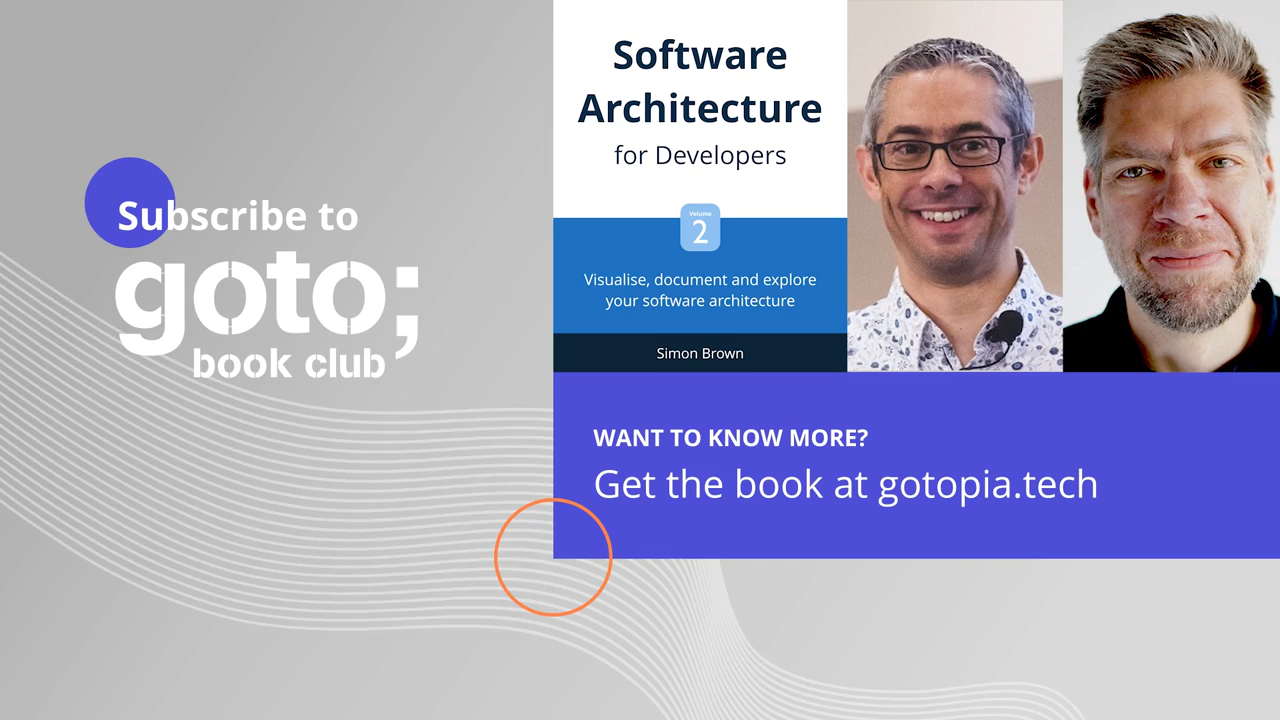 Subscribe to
goto;
book club
Software
Architecture
for Developers
Volume
2
Visualise, document and explore
your software architecture
Simon Brown
WANT TO KNOW MORE?
Get the book at gotopia.tech